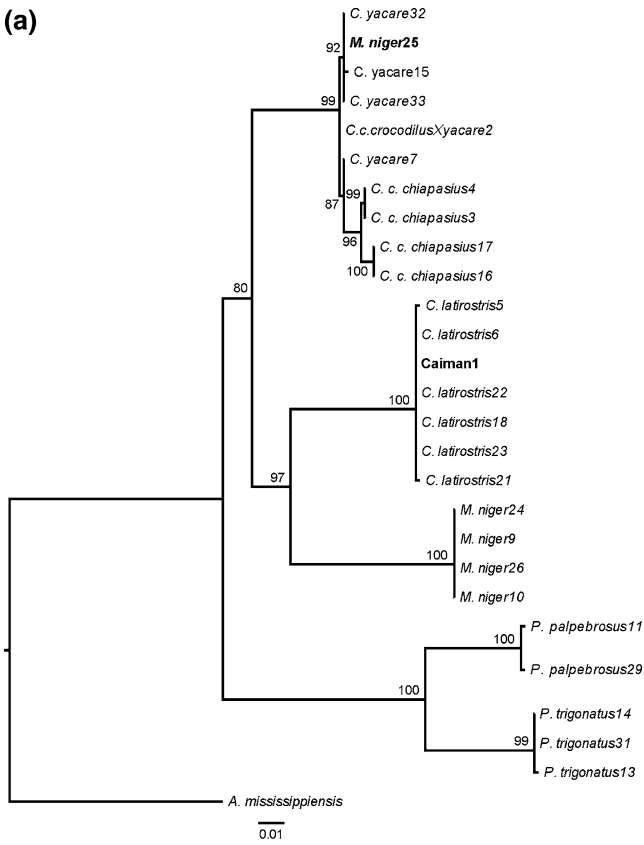 (a)
C. yacare32
M. niger25
92
C. yacare15
99
C. yacare33
C.c.crocodilusXyacare2
C. yacare7
99
C. c. chiapasius4
87
C. c. chiapasius3
96
C. c. chiapasius17
100
C. c. chiapasius16
80
C. latirostris5
C. latirostris6
Caiman1
C. latirostris22
100
C. latirostris18
C. latirostris23
97
C. latirostris21
M. niger24
M. niger9
100
M. niger26
M. niger10
P. palpebrosus11
100
P. palpebrosus29
100
P. trigonatus14
99
P. trigonatus31
P. trigonatus13
A. mississippiensis
0.01